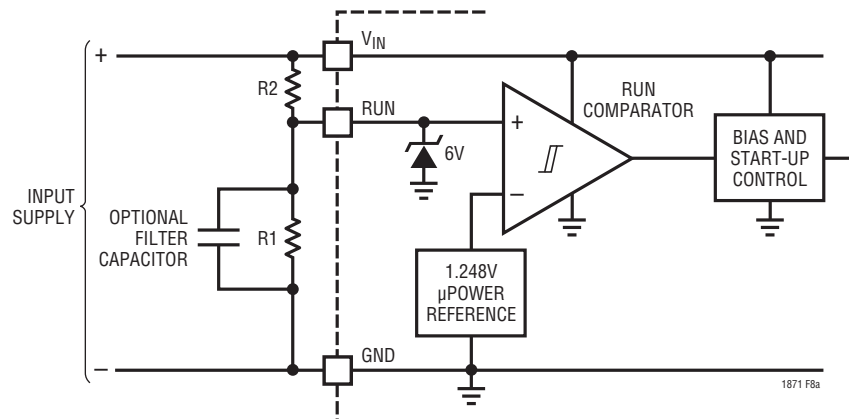 +
V_IN
R2
RUN
RUN
COMPARATOR
+
6V
BIAS AND
START-UP
CONTROL
INPUT
SUPPLY
OPTIONAL
FILTER
CAPACITOR
R1
–
1.248V
µPOWER
REFERENCE
GND
–
1871 F8a